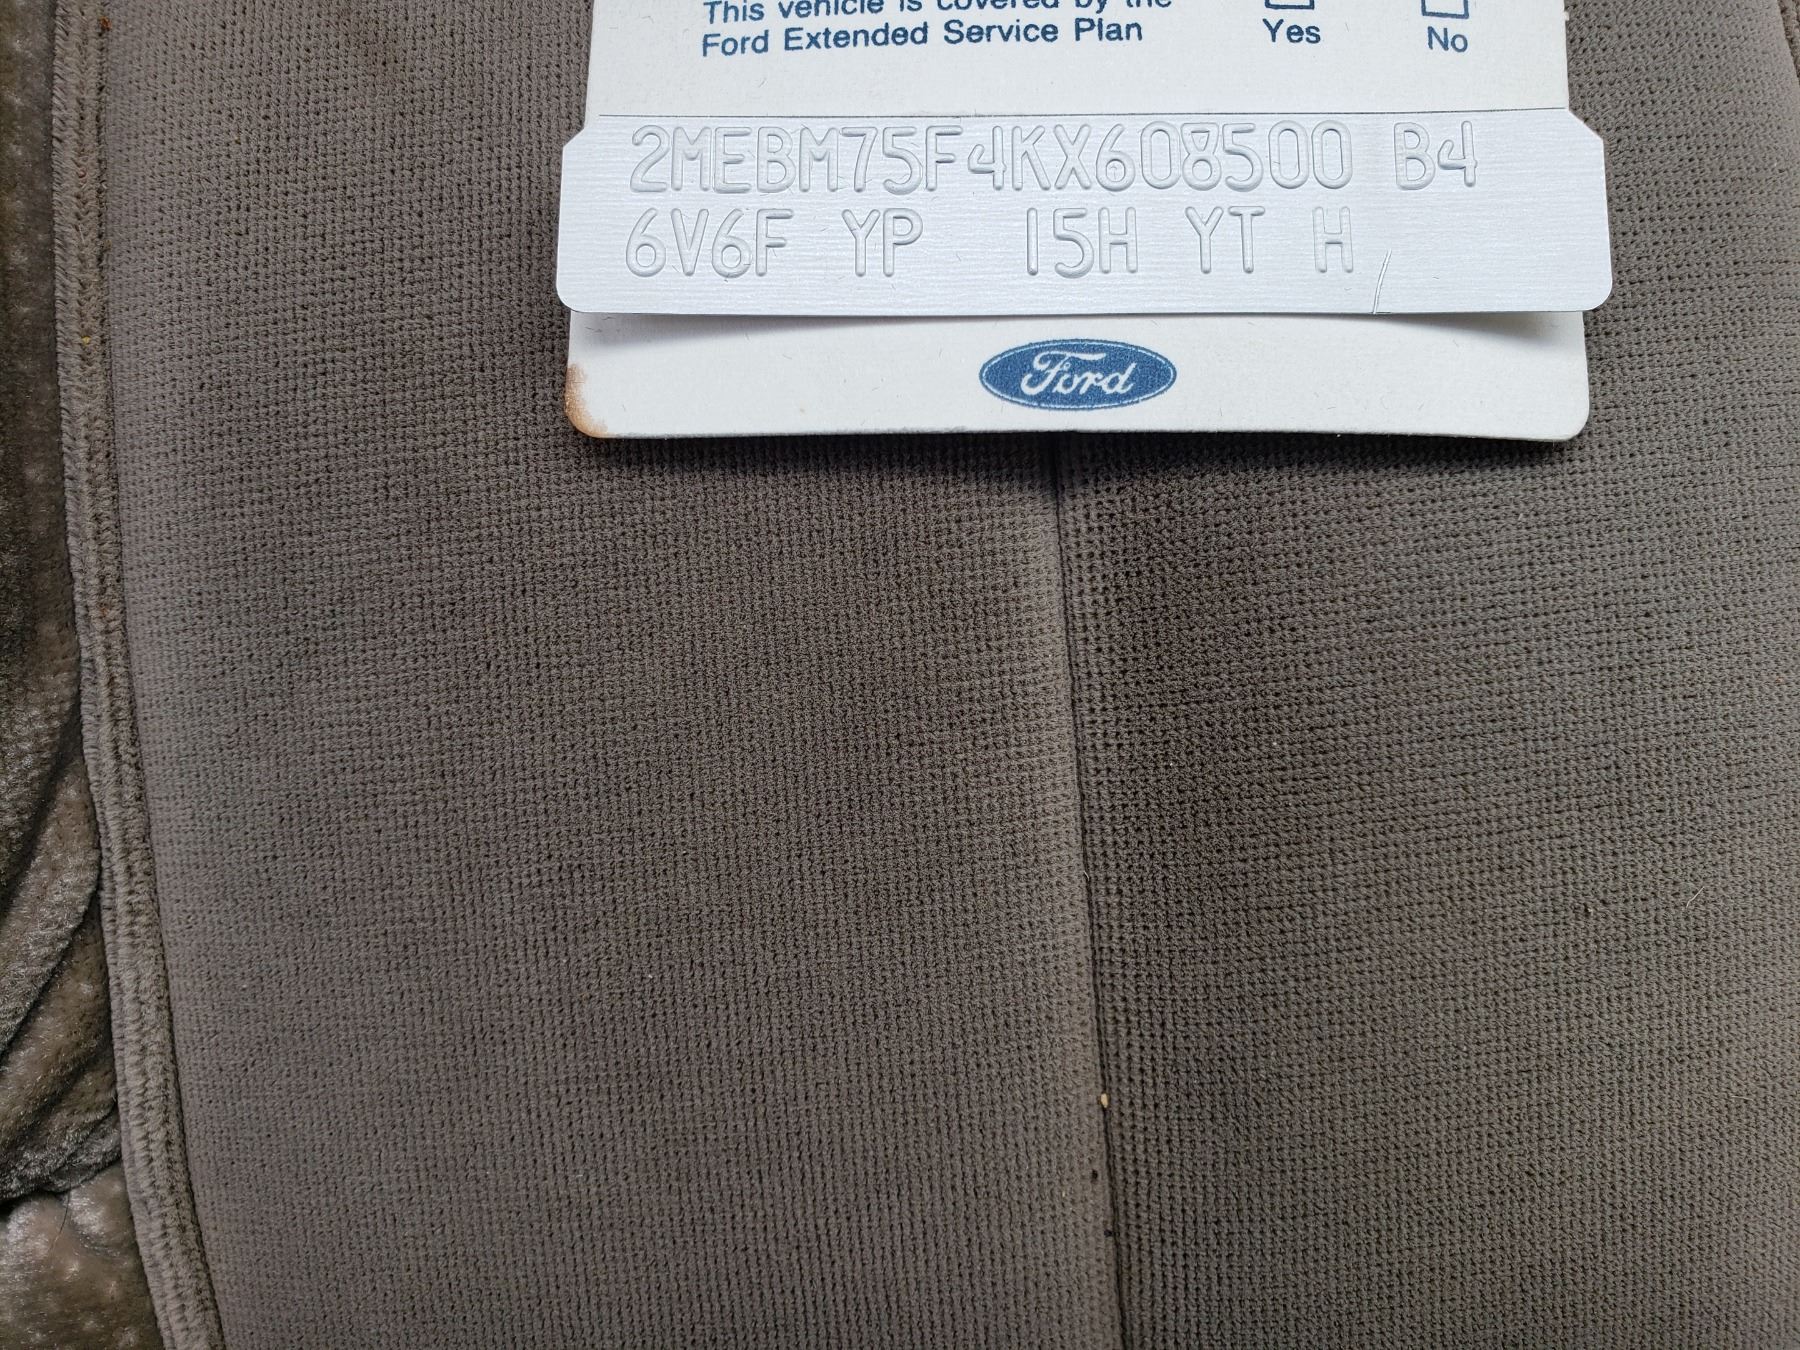 This vehicle is covered by the
Ford Extended Service Plan
Yes
No
2MEBM75F4KX608500 B4
6V6F YP 15H YT H
Ford